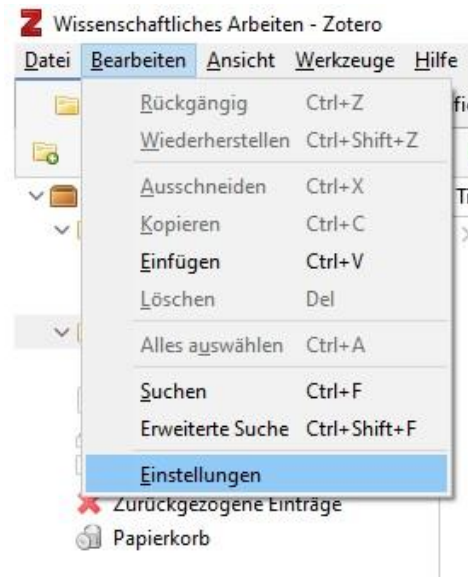 Wissenschaftliches Arbeiten - Zotero
Datei Bearbeiten Ansicht Werkzeuge Hilfe
Rückgängig Ctrl+Z
Wiederherstellen Ctrl+Shift+Z
Ausschneiden Ctrl+X
Kopieren Ctrl+C
Einfügen Ctrl+V
Löschen Del
Alles auswählen Ctrl+A
Suchen Ctrl+F
Erweiterte Suche Ctrl+Shift+F
Einstellungen
Zurückgezogene Einträge
Papierkorb